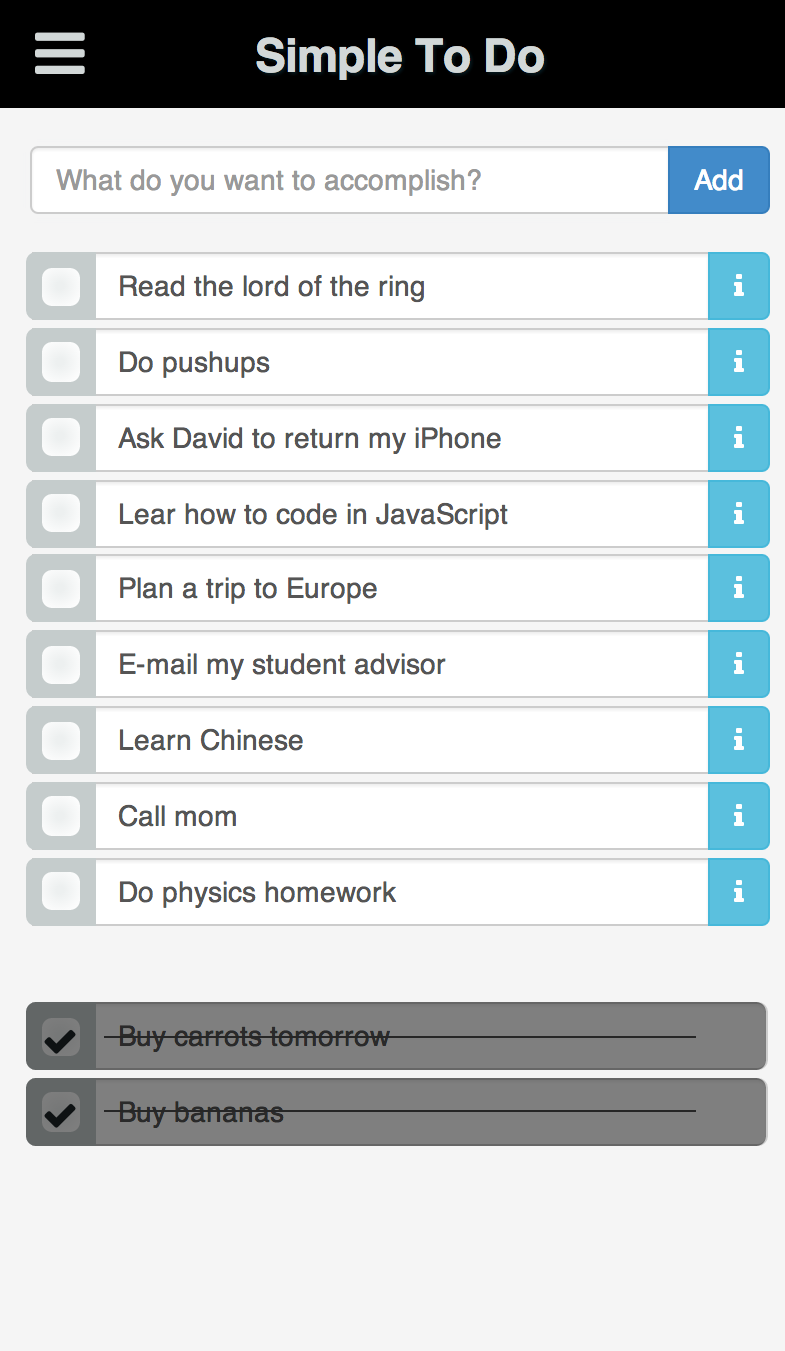 Simple To Do
What do you want to accomplish?
Add
Read the lord of the ring
i
Do pushups
i
Ask David to return my iPhone
i
Lear how to code in JavaScript
i
Plan a trip to Europe
i
E-mail my student advisor
i
Learn Chinese
i
Call mom
i
Do physics homework
i
Buy carrots tomorrow
Buy bananas